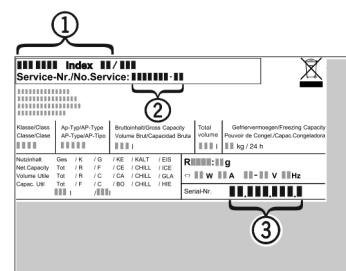 1
Index /
Service-Nr./No.Service: -
2
Klasse/Class Ap-Typ/AP-Type Bruttoinhalt/Gross Capacity Total Gefriervermoegen/Freezing Capacity
Classe/Clase AP-Type/AP-Tipo Volume Brut/Capacidad Bruta volume Pouvoir de Congel./Capac.Congeladora
l l kg / 24 h
Nutzinhalt Ges / K / G / KE / KALT / EIS
Net.Capacity Tot / R / F / CE / CHILL / ICE
Volume Utile Tot / R / C / CA / CHILL / GLA
Capac. Util Tot / F / C / BO / CHILL / HIE
l / l
R : g
W A - V Hz
Serial-Nr. , , ,
3